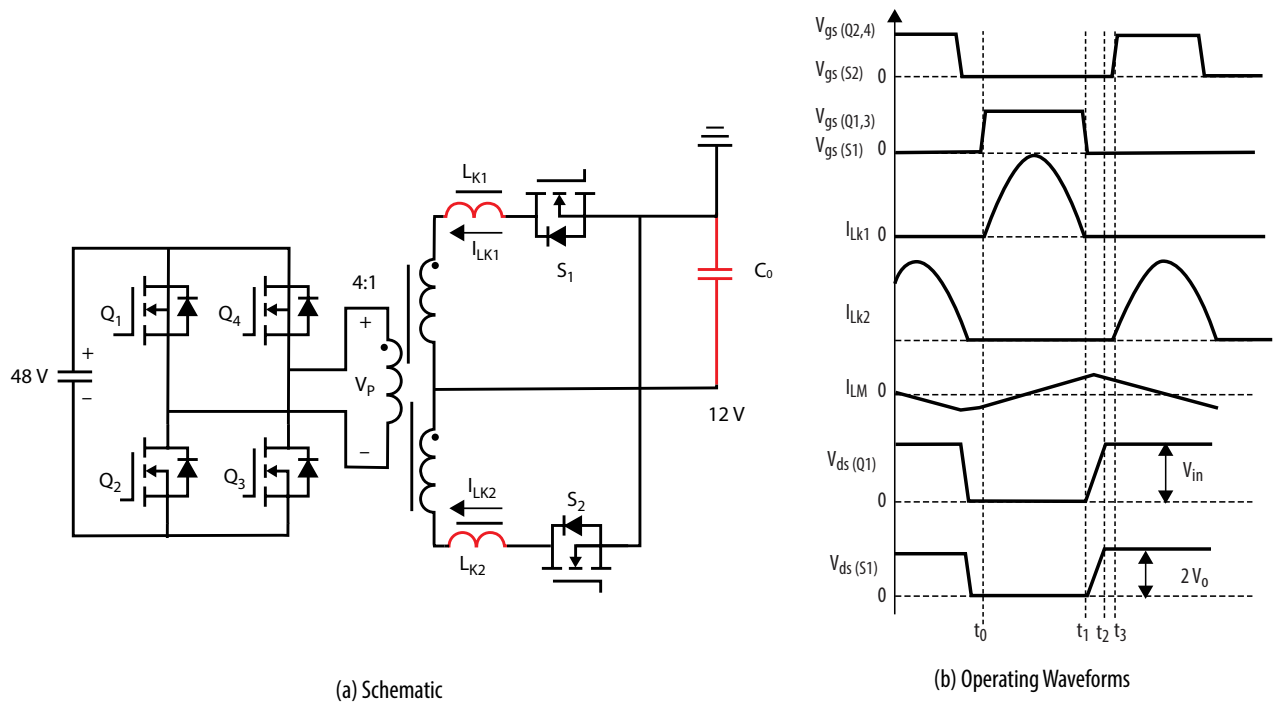 L_K1
I_LK1
S_1
C_0
4:1
Q_1
Q_4
+
V_P
−
48 V
+
−
12 V
Q_2
Q_3
I_LK2
S_2
L_K2
(a) Schematic
V_gs (Q2,4)
V_gs (S2) 0
V_gs (Q1,3)
V_gs (S1) 0
I_Lk1 0
I_Lk2
I_LM 0
V_ds (Q1)
0
V_in
V_ds (S1)
0
2 V_o
t_0 t_1 t_2 t_3
(b) Operating Waveforms